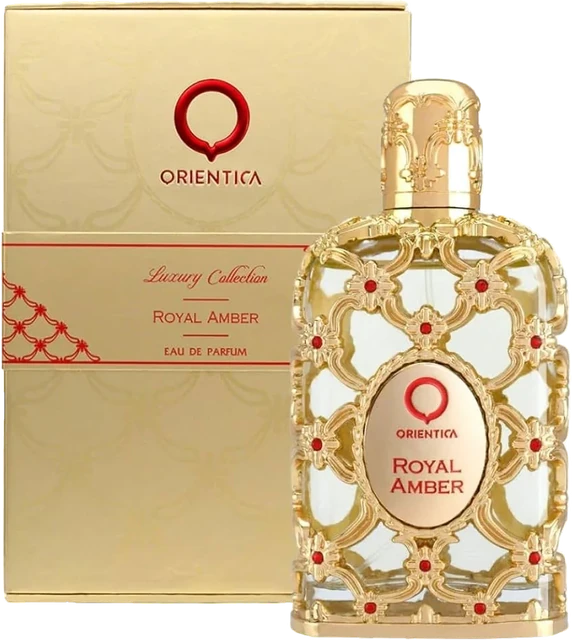 ORIENTICA
Luxury Collection
ROYAL AMBER
EAU DE PARFUM
ORIENTICA
ROYAL
AMBER